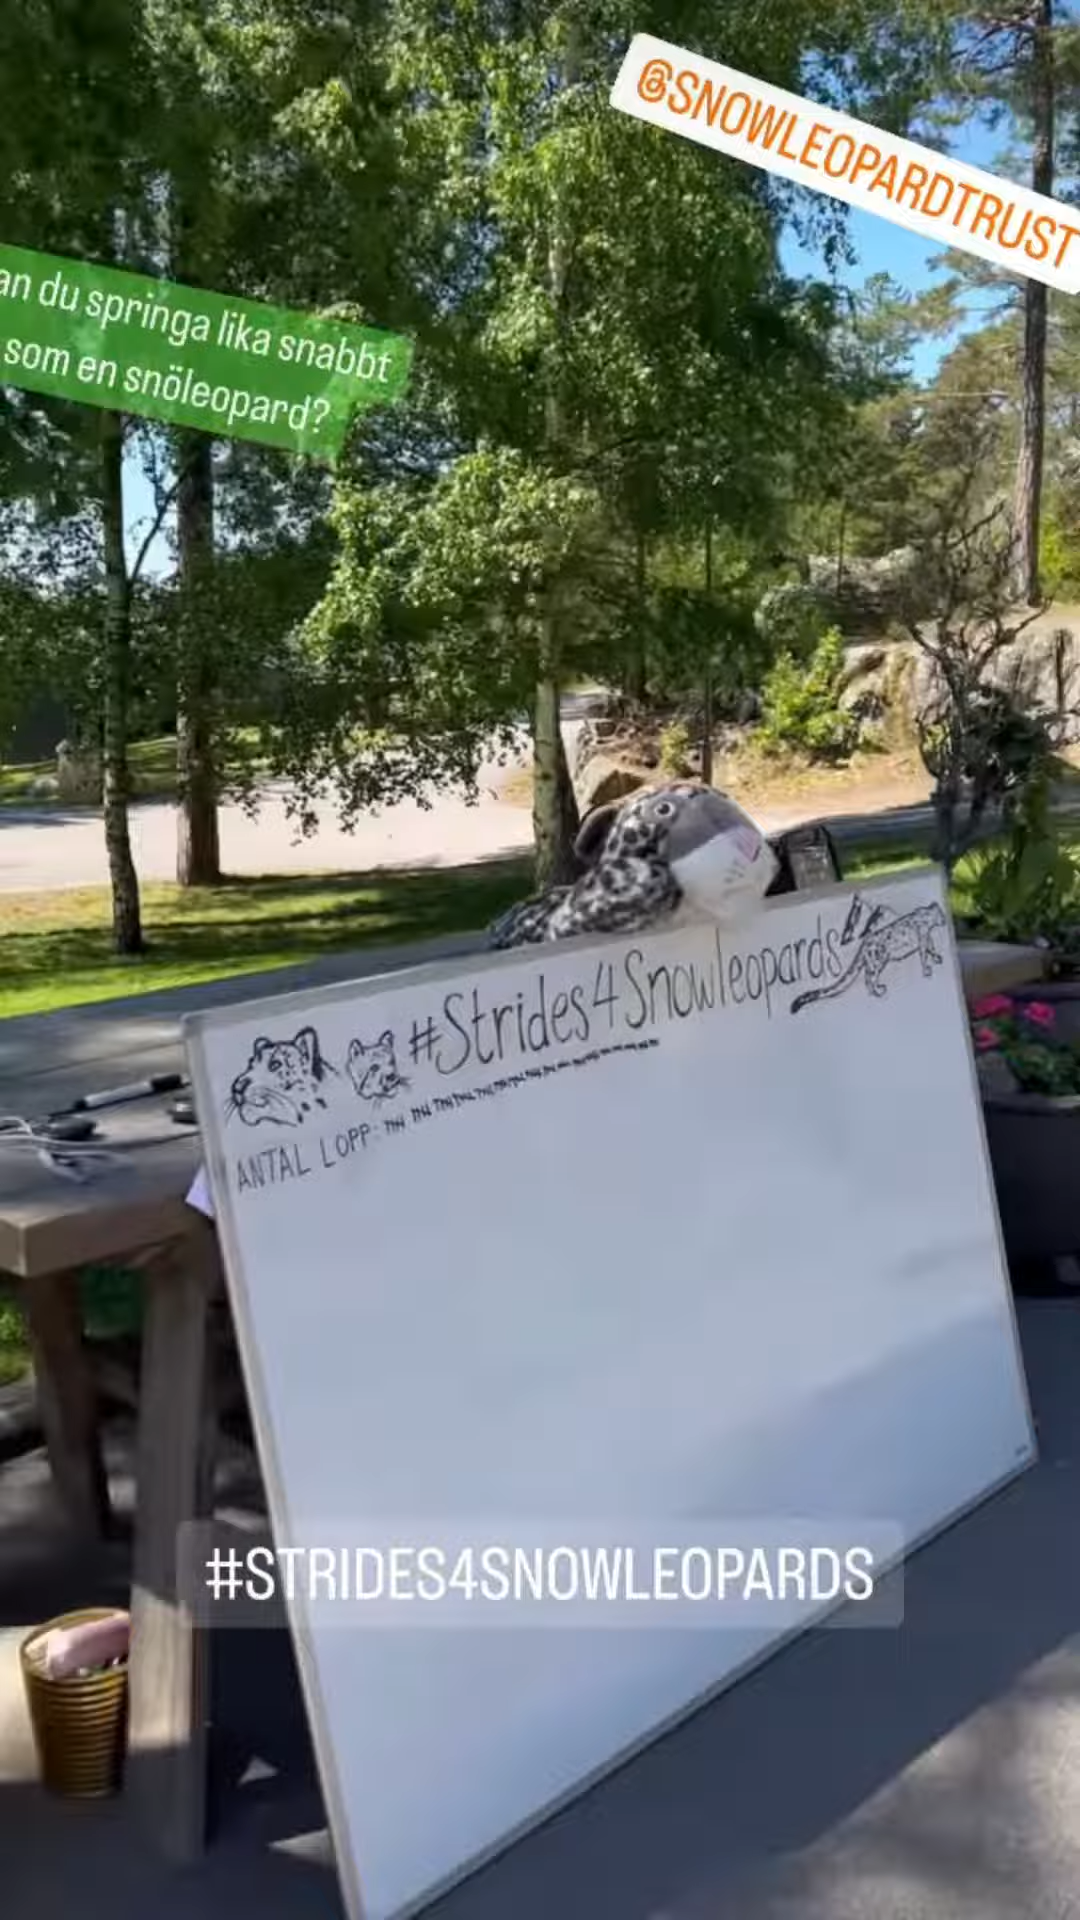 @SNOWLEOPARDTRUST
an du springa lika snabbt
som en snöleopard?
#Strides4Snowleopards
ANTAL LOPP:
#STRIDES4SNOWLEOPARDS